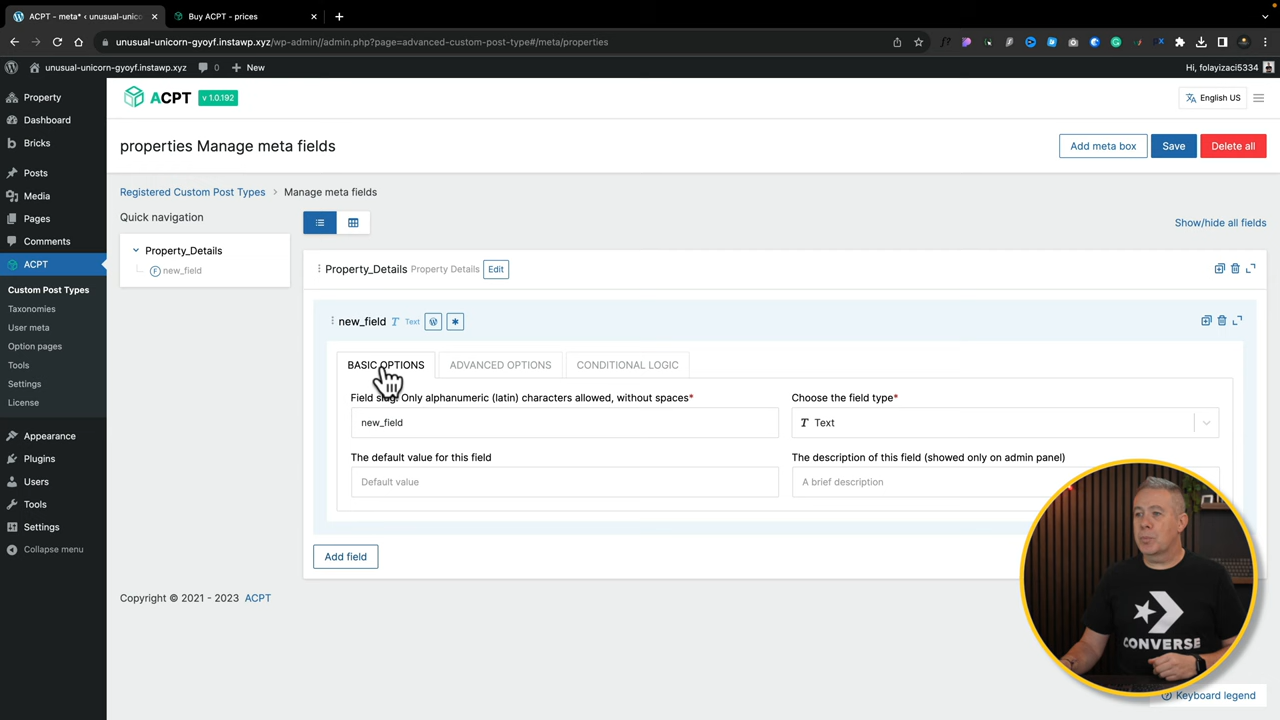 ACPT - meta* ‹ unusual-unico
Buy ACPT - prices
unusual-unicorn-gyoyf.instawp.xyz/wp-admin//admin.php?page=advanced-custom-post-type#/meta/properties
unusual-unicorn-gyoyf.instawp.xyz
0
New
Hi, folayizaci5334
Property
Dashboard
Bricks
Posts
Media
Pages
Comments
ACPT
Custom Post Types
Taxonomies
User meta
Option pages
Tools
Settings
License
Appearance
Plugins
Users
Tools
Settings
Collapse menu
ACPT
v 1.0.192
English US
properties Manage meta fields
Add meta box
Save
Delete all
Registered Custom Post Types > Manage meta fields
Quick navigation
Show/hide all fields
Property_Details
new_field
Property_Details Property Details Edit
new_field Text
BASIC OPTIONS
ADVANCED OPTIONS
CONDITIONAL LOGIC
Field slug. Only alphanumeric (latin) characters allowed, without spaces*
new_field
Choose the field type*
Text
The default value for this field
Default value
The description of this field (showed only on admin panel)
A brief description
Add field
Copyright © 2021 - 2023 ACPT
CONVERSE
Keyboard legend